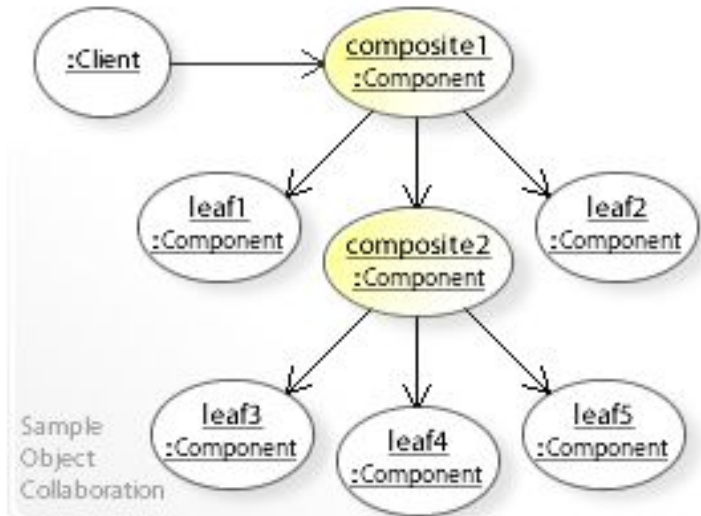 :Client
composite1
:Component
leaf1
:Component
leaf2
:Component
composite2
:Component
leaf3
:Component
leaf4
:Component
leaf5
:Component
Sample
Object
Collaboration